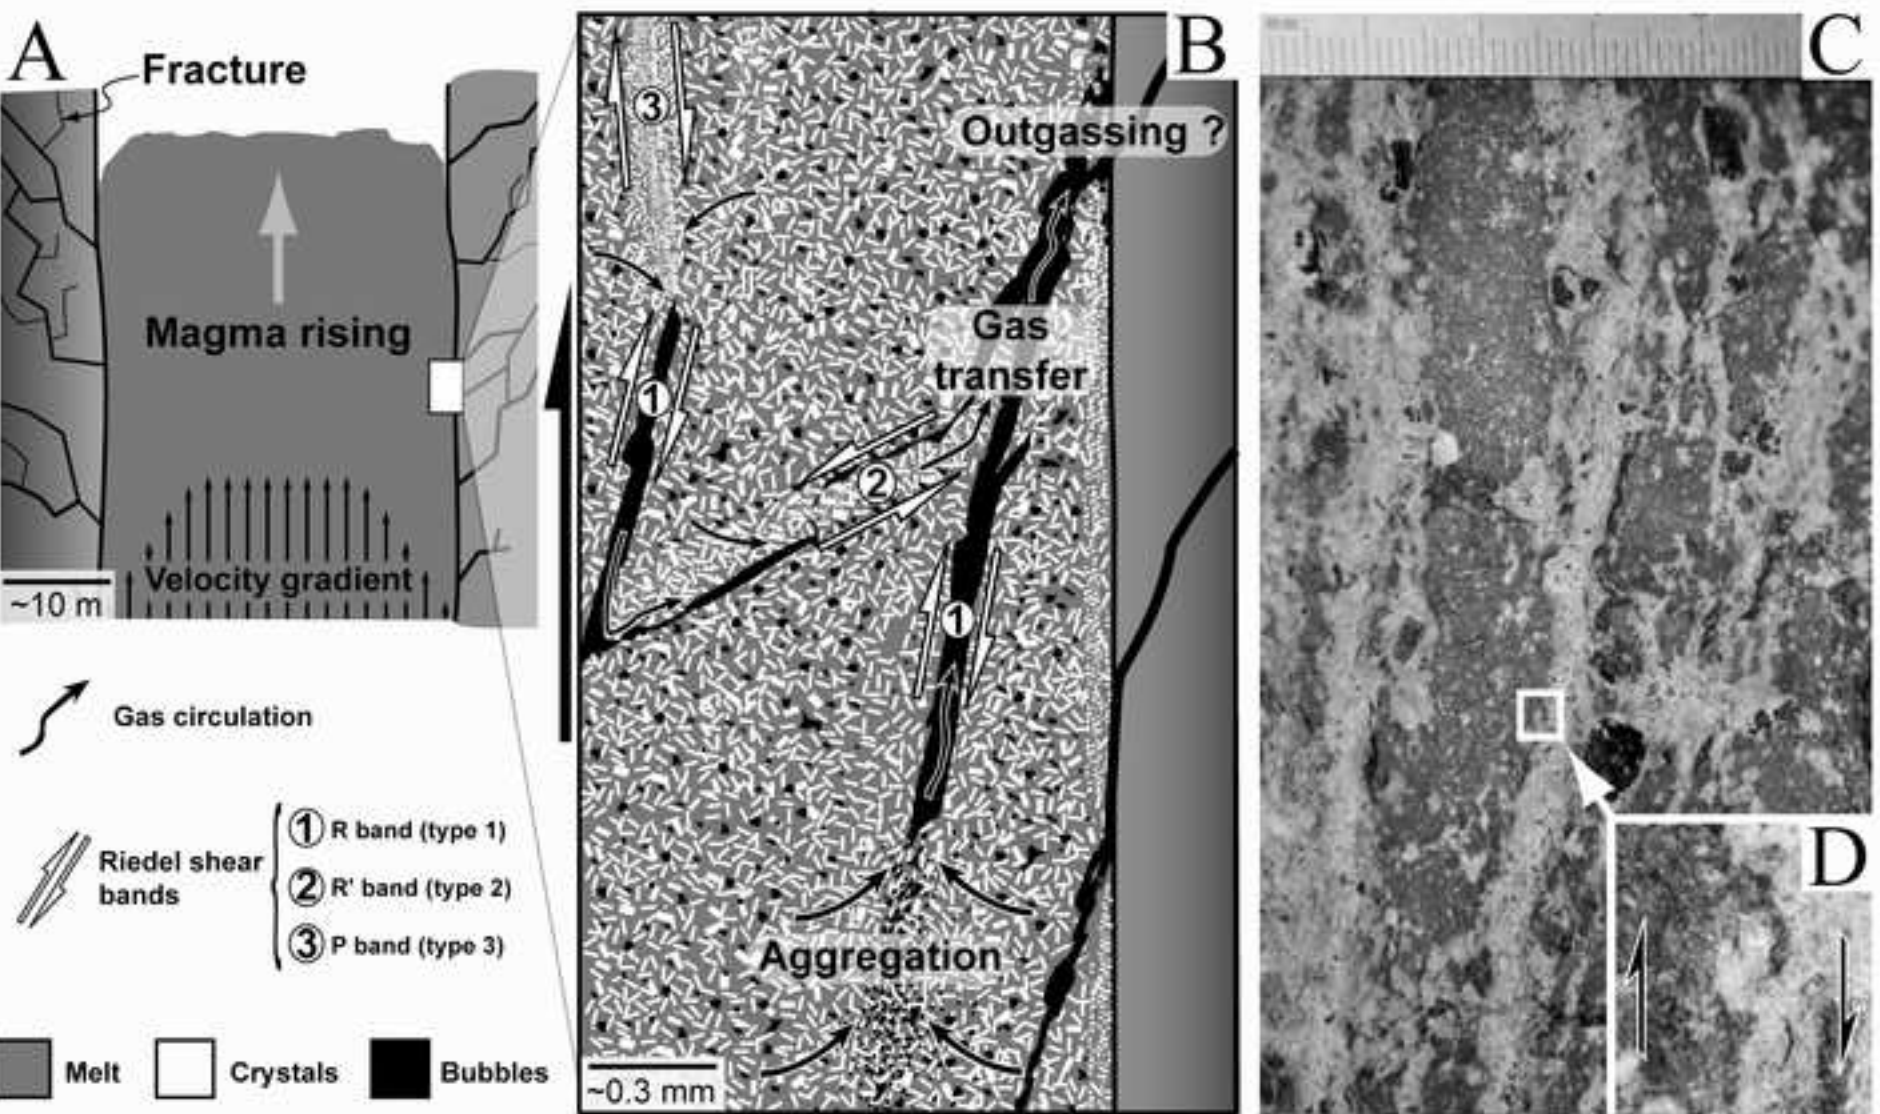 A
Fracture
Magma rising
Velocity gradient
~10 m
Gas circulation
Riedel shear
bands
1 R band (type 1)
2 R' band (type 2)
3 P band (type 3)
Melt
Crystals
Bubbles
B
3
Outgassing ?
Gas
transfer
1
2
1
Aggregation
~0.3 mm
C
D